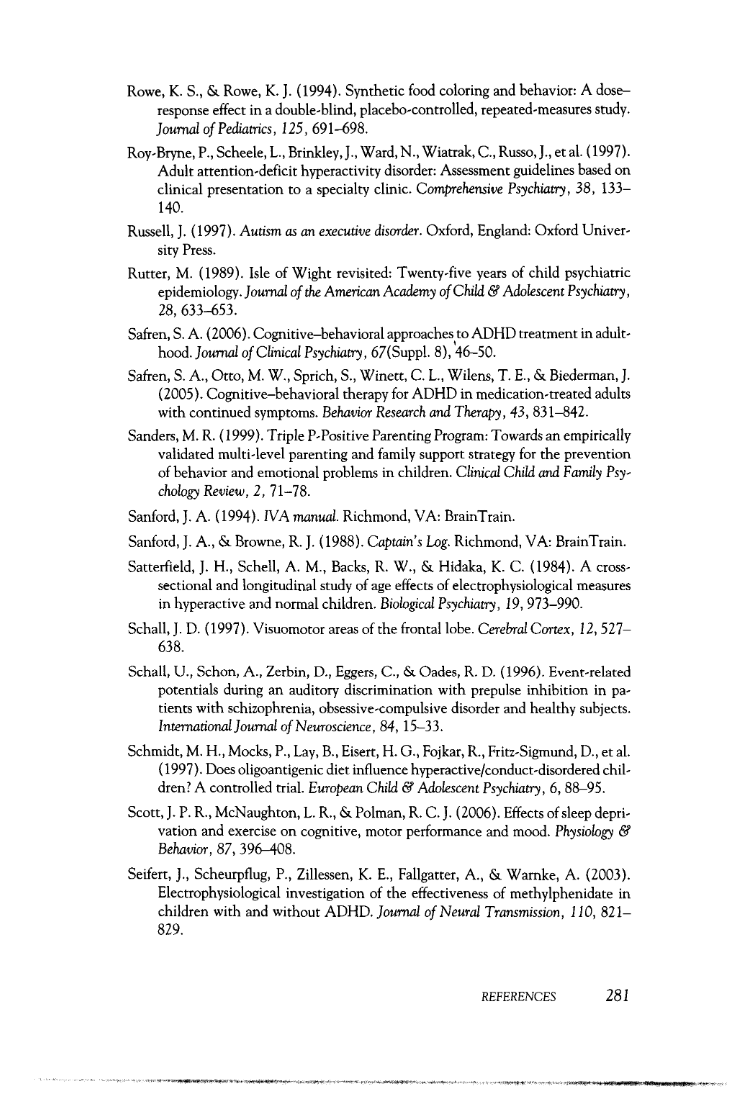 Rowe, K. S., & Rowe, K. J. (1994). Synthetic food coloring and behavior: A dose–
response effect in a double-blind, placebo-controlled, repeated-measures study.
Journal of Pediatrics, 125, 691–698.
Roy-Bryne, P., Scheele, L., Brinkley, J., Ward, N., Wiatrak, C., Russo, J., et al. (1997).
Adult attention-deficit hyperactivity disorder: Assessment guidelines based on
clinical presentation to a specialty clinic. Comprehensive Psychiatry, 38, 133–
140.
Russell, J. (1997). Autism as an executive disorder. Oxford, England: Oxford Univer-
sity Press.
Rutter, M. (1989). Isle of Wight revisited: Twenty-five years of child psychiatric
epidemiology. Journal of the American Academy of Child & Adolescent Psychiatry,
28, 633–653.
Safren, S. A. (2006). Cognitive–behavioral approaches to ADHD treatment in adult-
hood. Journal of Clinical Psychiatry, 67(Suppl. 8), 46–50.
Safren, S. A., Otto, M. W., Sprich, S., Winett, C. L., Wilens, T. E., & Biederman, J.
(2005). Cognitive–behavioral therapy for ADHD in medication-treated adults
with continued symptoms. Behavior Research and Therapy, 43, 831–842.
Sanders, M. R. (1999). Triple P-Positive Parenting Program: Towards an empirically
validated multi-level parenting and family support strategy for the prevention
of behavior and emotional problems in children. Clinical Child and Family Psy-
chology Review, 2, 71–78.
Sanford, J. A. (1994). IVA manual. Richmond, VA: BrainTrain.
Sanford, J. A., & Browne, R. J. (1988). Captain's Log. Richmond, VA: BrainTrain.
Satterfield, J. H., Schell, A. M., Backs, R. W., & Hidaka, K. C. (1984). A cross-
sectional and longitudinal study of age effects of electrophysiological measures
in hyperactive and normal children. Biological Psychiatry, 19, 973–990.
Schall, J. D. (1997). Visuomotor areas of the frontal lobe. Cerebral Cortex, 12, 527–
638.
Schall, U., Schon, A., Zerbin, D., Eggers, C., & Oades, R. D. (1996). Event-related
potentials during an auditory discrimination with prepulse inhibition in pa-
tients with schizophrenia, obsessive-compulsive disorder and healthy subjects.
International Journal of Neuroscience, 84, 15–33.
Schmidt, M. H., Mocks, P., Lay, B., Eisert, H. G., Fojkar, R., Fritz-Sigmund, D., et al.
(1997). Does oligoantigenic diet influence hyperactive/conduct-disordered chil-
dren? A controlled trial. European Child & Adolescent Psychiatry, 6, 88–95.
Scott, J. P. R., McNaughton, L. R., & Polman, R. C. J. (2006). Effects of sleep depri-
vation and exercise on cognitive, motor performance and mood. Physiology &
Behavior, 87, 396–408.
Seifert, J., Scheurpflug, P., Zillessen, K. E., Fallgatter, A., & Warnke, A. (2003).
Electrophysiological investigation of the effectiveness of methylphenidate in
children with and without ADHD. Journal of Neural Transmission, 110, 821–
829.
REFERENCES 281